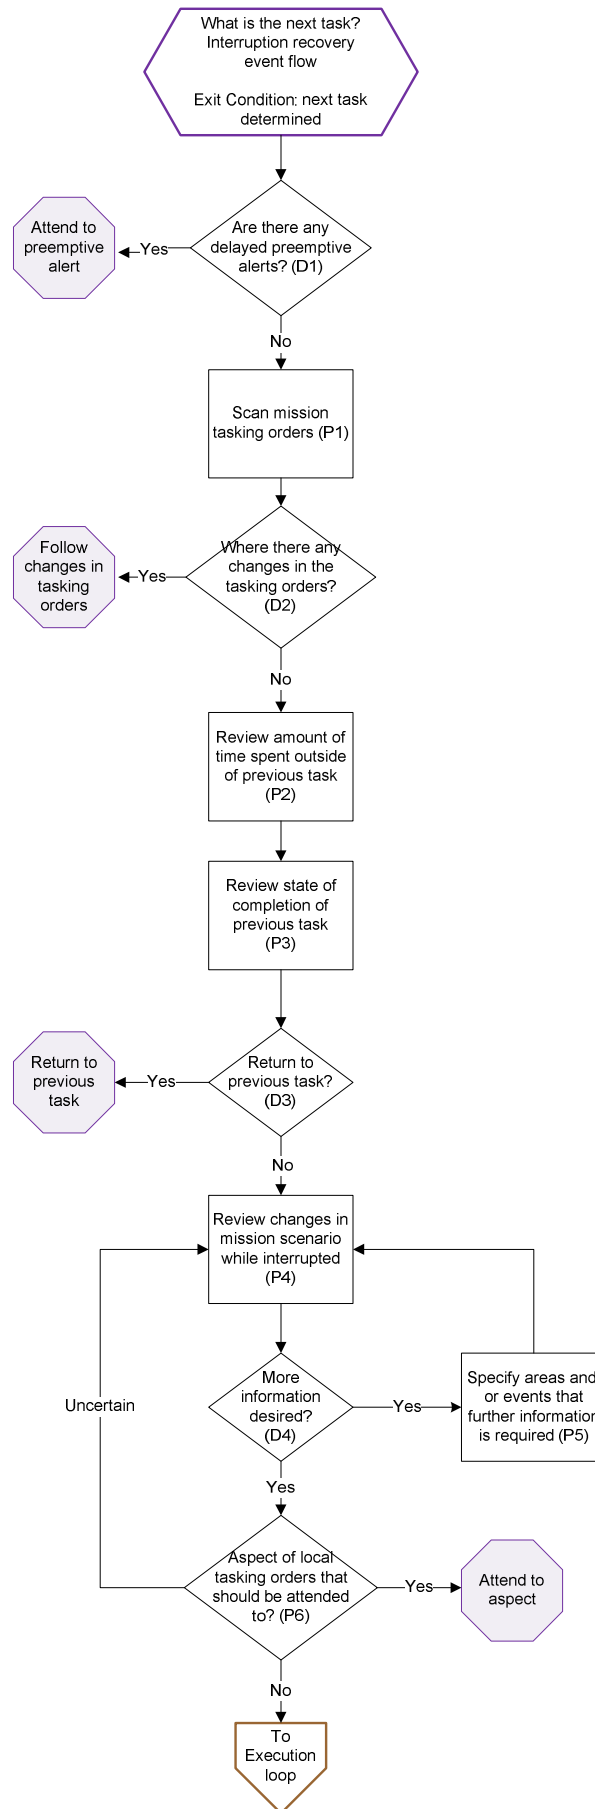 What is the next task?
Interruption recovery
event flow
Exit Condition: next task
determined
Are there any
delayed preemptive
alerts? (D1)
Yes
Attend to
preemptive
alert
No
Scan mission
tasking orders (P1)
Where there any
changes in the
tasking orders?
(D2)
Yes
Follow
changes in
tasking
orders
No
Review amount of
time spent outside
of previous task
(P2)
Review state of
completion of
previous task
(P3)
Return to
previous task?
(D3)
Yes
Return to
previous
task
No
Review changes in
mission scenario
while interrupted
(P4)
More
information
desired?
(D4)
Yes
Specify areas and/
or events that
further information
is required (P5)
Uncertain
Yes
Aspect of local
tasking orders that
should be attended
to? (P6)
Yes
Attend to
aspect
No
To
Execution
loop